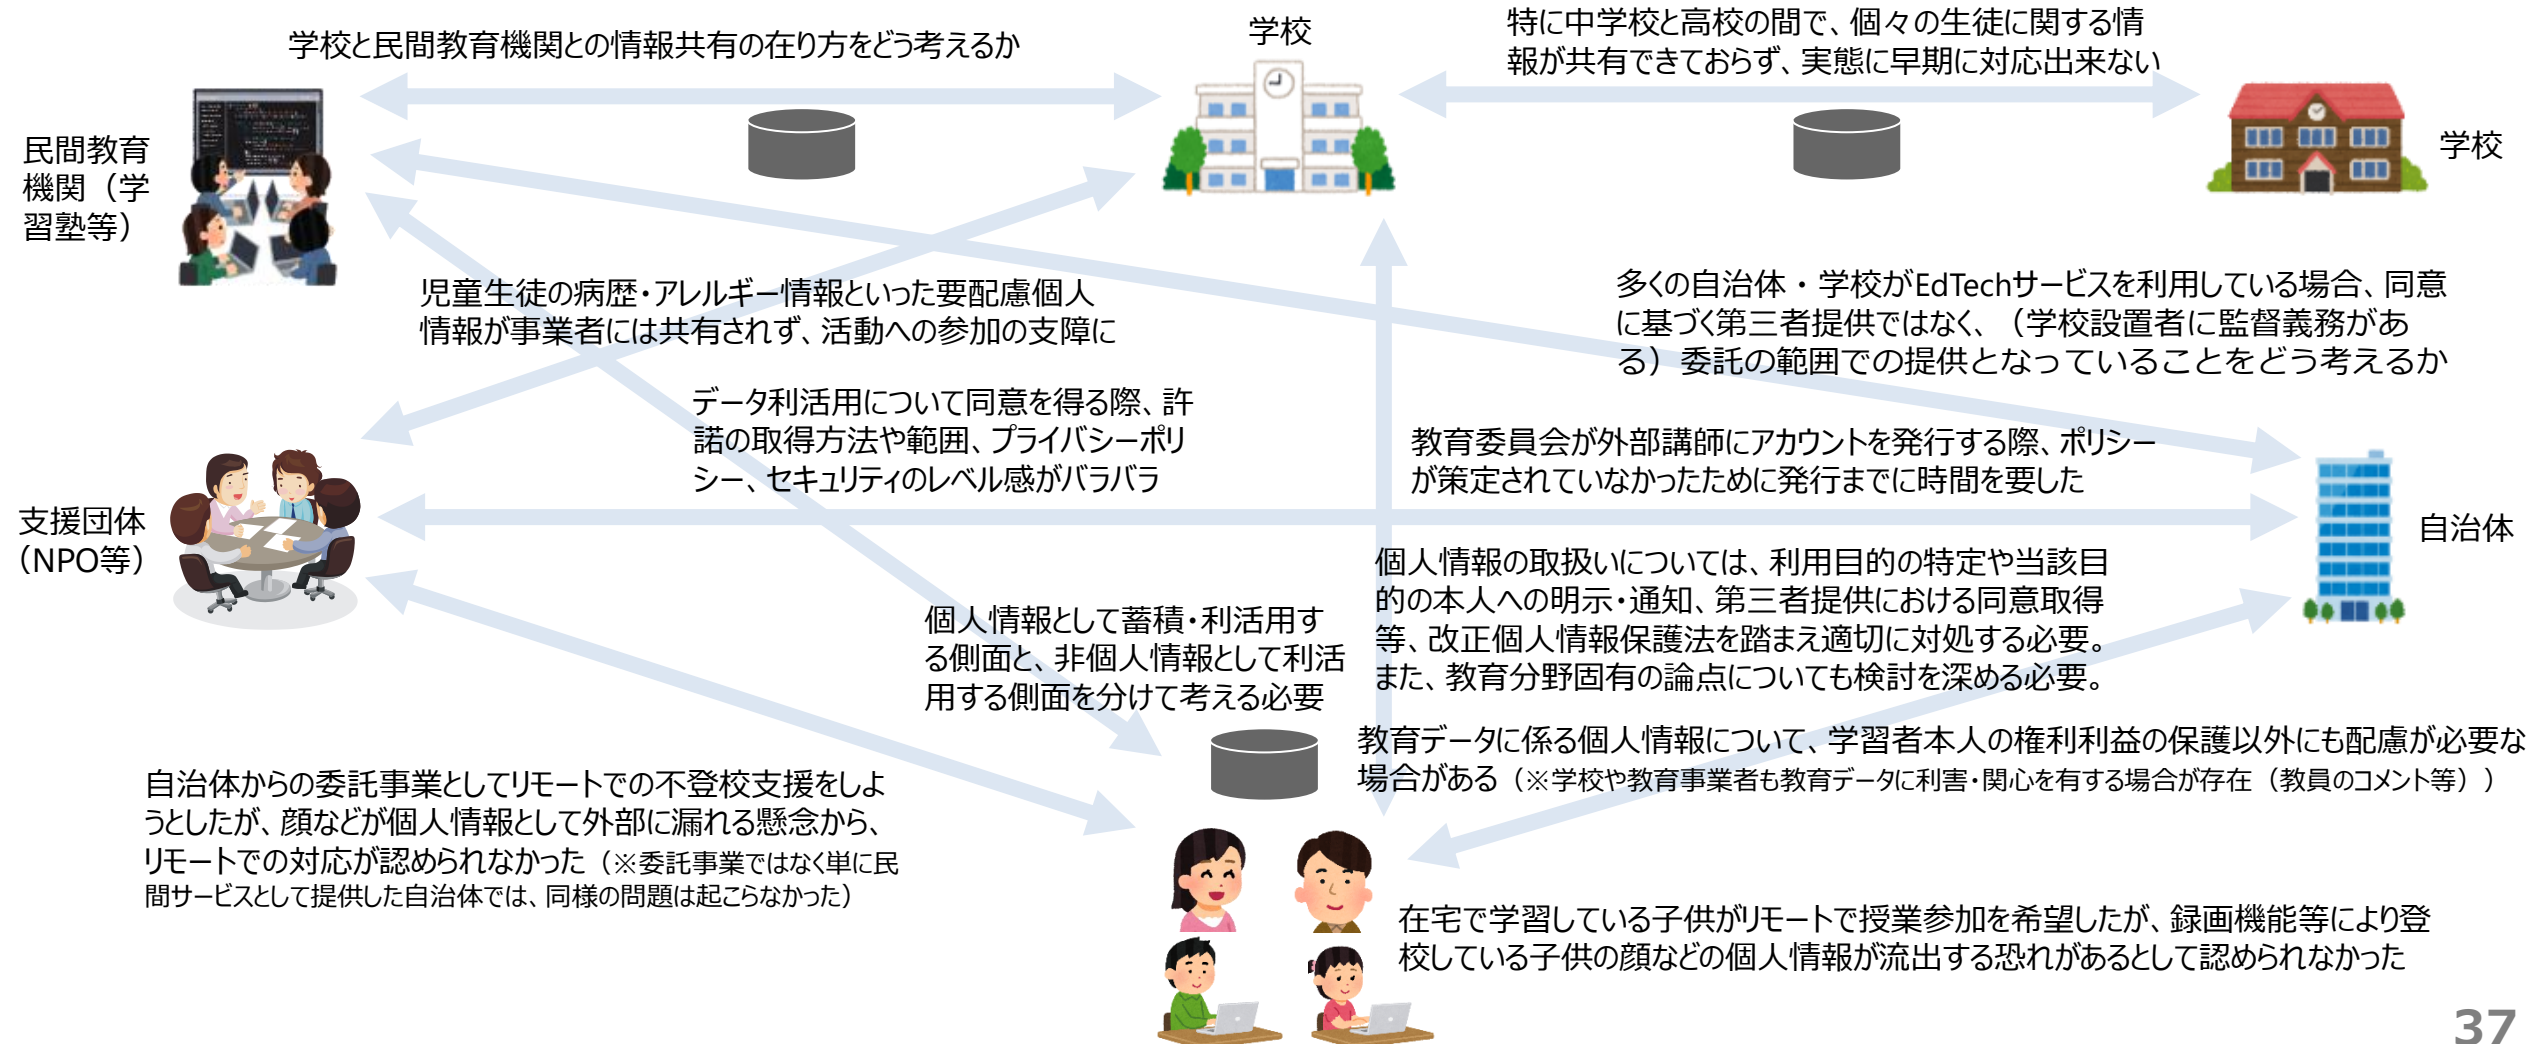 学校と民間教育機関との情報共有の在り方をどう考えるか
学校
特に中学校と高校の間で、個々の生徒に関する情
報が共有できておらず、実態に早期に対応出来ない
民間教育
機関（学
習塾等）
学校
児童生徒の病歴・アレルギー情報といった要配慮個人
情報が事業者には共有されず、活動への参加の支障に
多くの自治体・学校がEdTechサービスを利用している場合、同意
に基づく第三者提供ではなく、（学校設置者に監督義務があ
る）委託の範囲での提供となっていることをどう考えるか
データ利活用について同意を得る際、許
諾の取得方法や範囲、プライバシーポリ
シー、セキュリティのレベル感がバラバラ
教育委員会が外部講師にアカウントを発行する際、ポリシー
が策定されていなかったために発行までに時間を要した
支援団体
（NPO等）
自治体
個人情報の取扱いについては、利用目的の特定や当該目
的の本人への明示・通知、第三者提供における同意取得
等、改正個人情報保護法を踏まえ適切に対処する必要。
また、教育分野固有の論点についても検討を深める必要。
個人情報として蓄積・利活用す
る側面と、非個人情報として利活
用する側面を分けて考える必要
教育データに係る個人情報について、学習者本人の権利利益の保護以外にも配慮が必要な
場合がある（※学校や教育事業者も教育データに利害・関心を有する場合が存在（教員のコメント等））
自治体からの委託事業としてリモートでの不登校支援をしよ
うとしたが、顔などが個人情報として外部に漏れる懸念から、
リモートでの対応が認められなかった（※委託事業ではなく単に民
間サービスとして提供した自治体では、同様の問題は起こらなかった）
在宅で学習している子供がリモートで授業参加を希望したが、録画機能等により登
校している子供の顔などの個人情報が流出する恐れがあるとして認められなかった
37